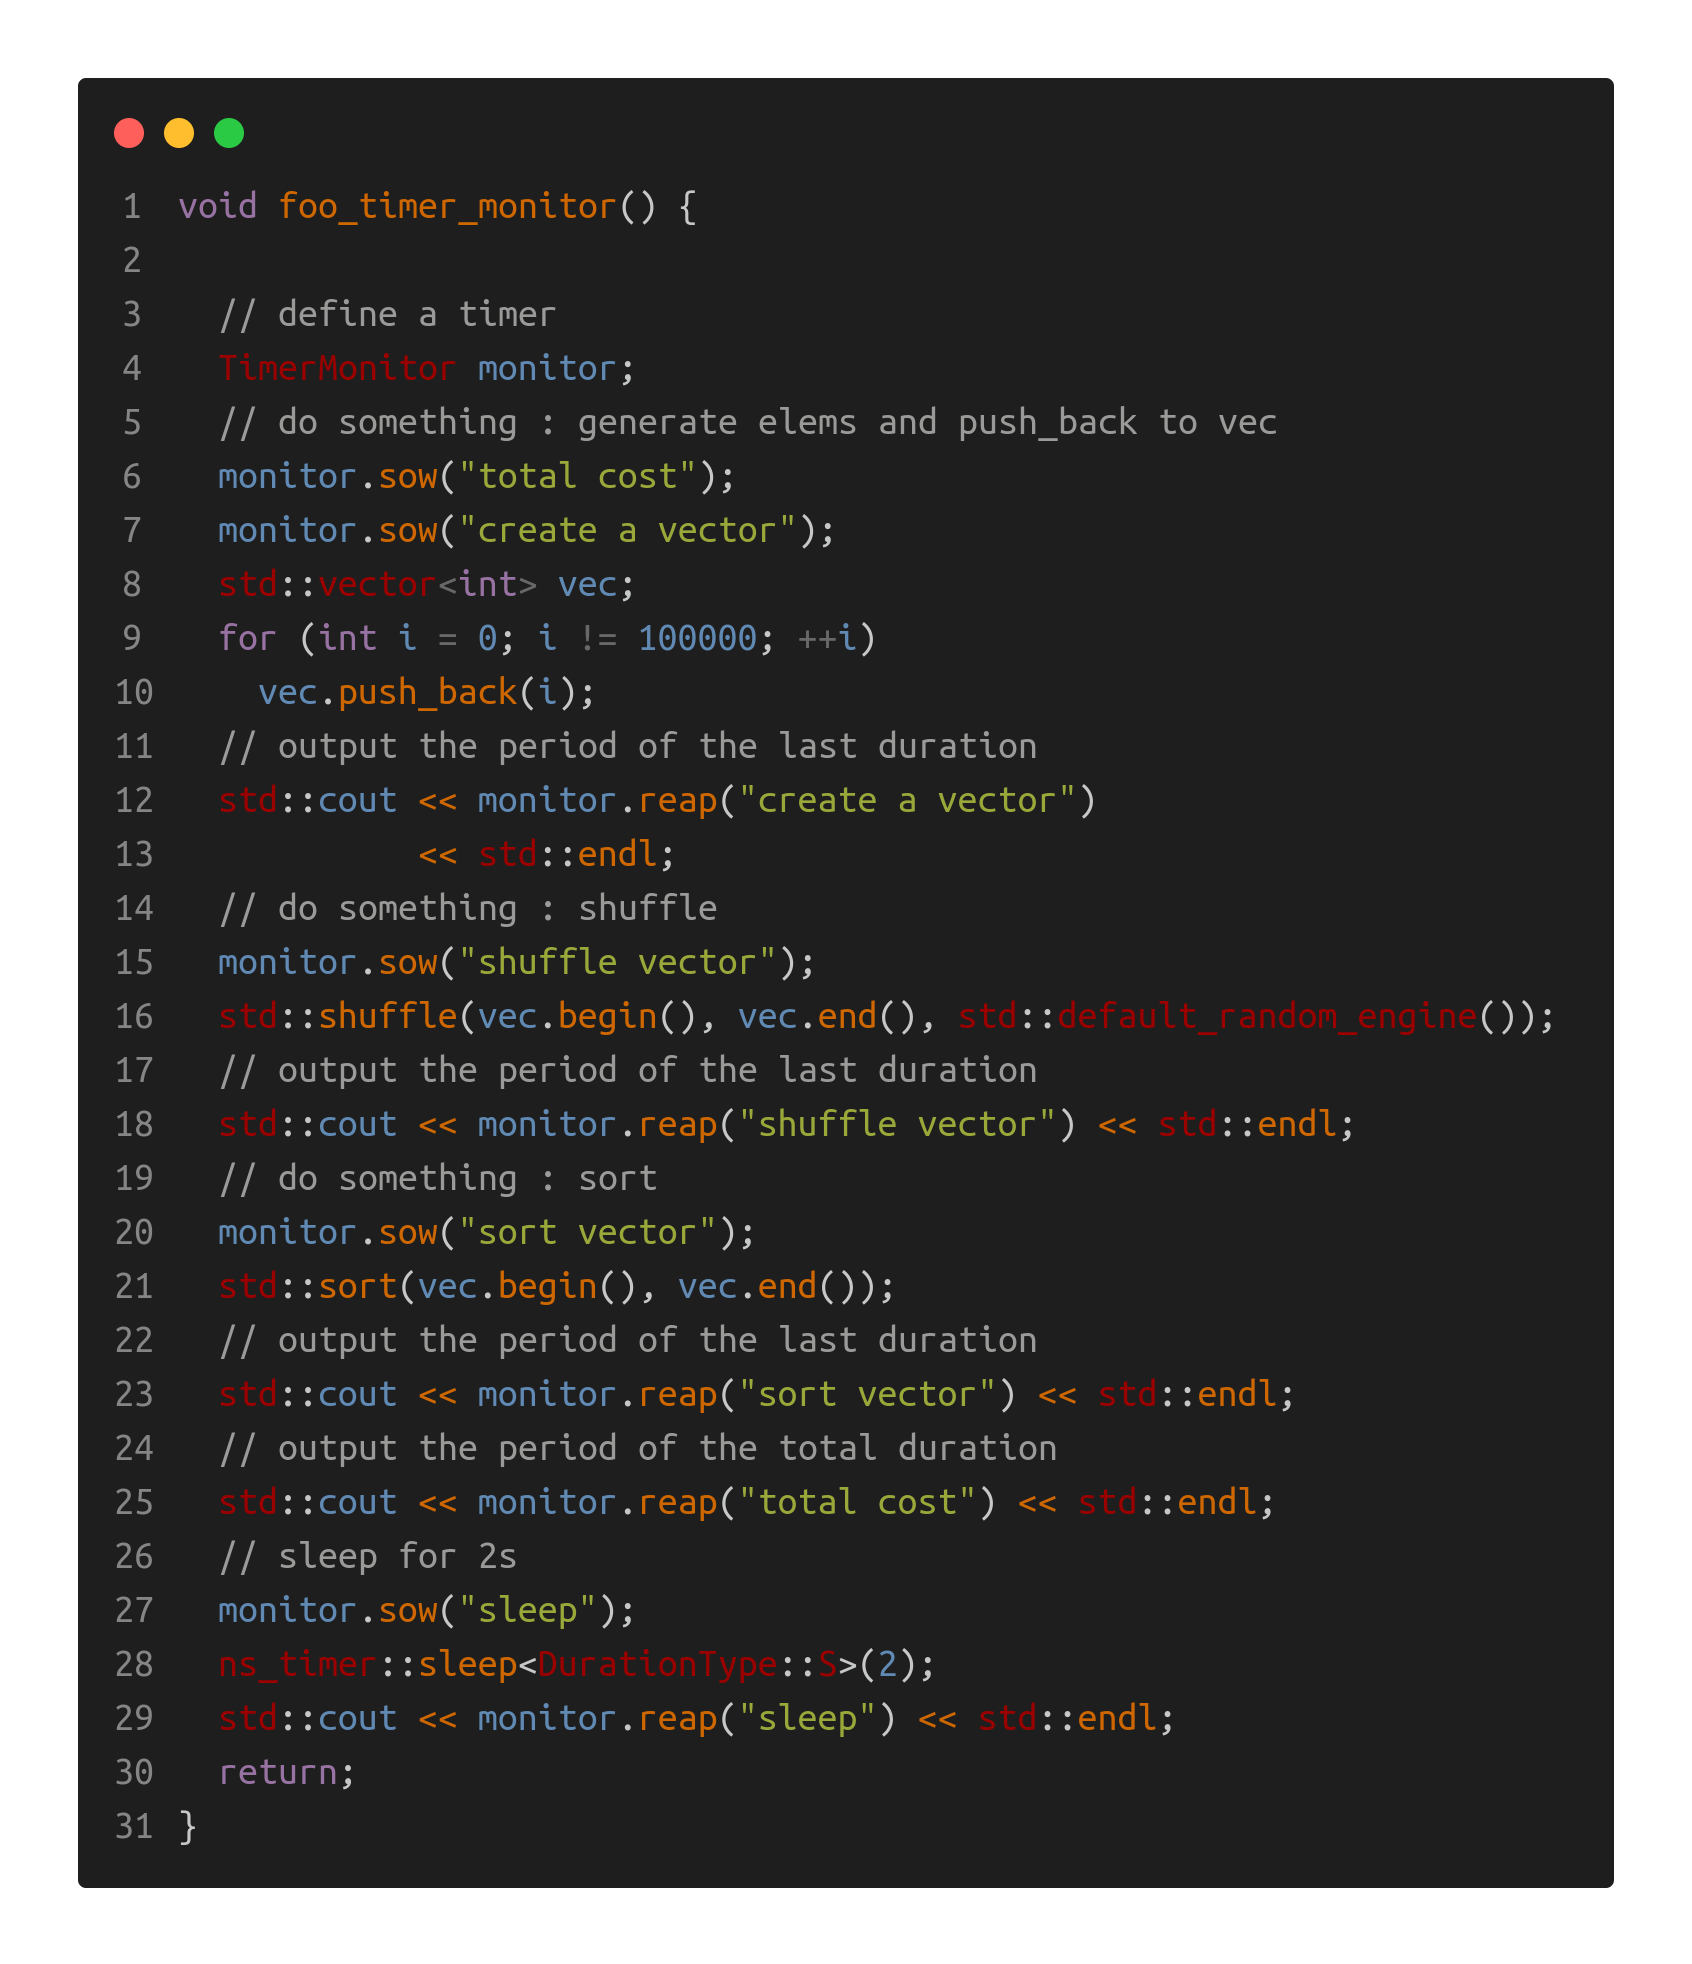 1 void foo_timer_monitor() {
2
3   // define a timer
4   TimerMonitor monitor;
5   // do something : generate elems and push_back to vec
6   monitor.sow("total cost");
7   monitor.sow("create a vector");
8   std::vector<int> vec;
9   for (int i = 0; i != 100000; ++i)
10     vec.push_back(i);
11   // output the period of the last duration
12   std::cout << monitor.reap("create a vector")
13             << std::endl;
14   // do something : shuffle
15   monitor.sow("shuffle vector");
16   std::shuffle(vec.begin(), vec.end(), std::default_random_engine());
17   // output the period of the last duration
18   std::cout << monitor.reap("shuffle vector") << std::endl;
19   // do something : sort
20   monitor.sow("sort vector");
21   std::sort(vec.begin(), vec.end());
22   // output the period of the last duration
23   std::cout << monitor.reap("sort vector") << std::endl;
24   // output the period of the total duration
25   std::cout << monitor.reap("total cost") << std::endl;
26   // sleep for 2s
27   monitor.sow("sleep");
28   ns_timer::sleep<DurationType::S>(2);
29   std::cout << monitor.reap("sleep") << std::endl;
30   return;
31 }